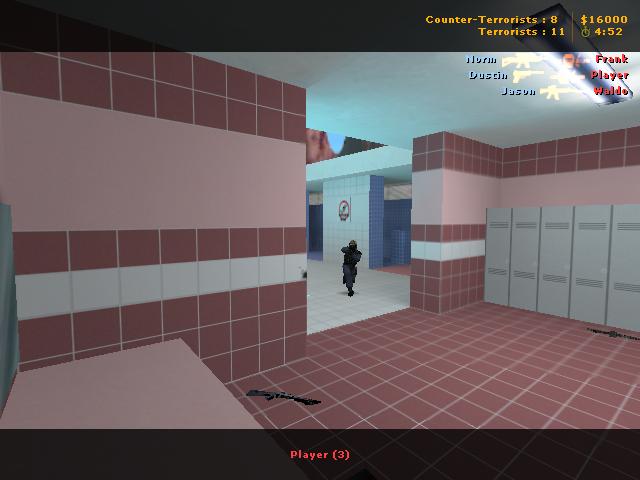 Counter-Terrorists : 8 $16000
Terrorists : 11 4:52
Norm Frank
Dustin Player
Jason Waldo
Player (3)